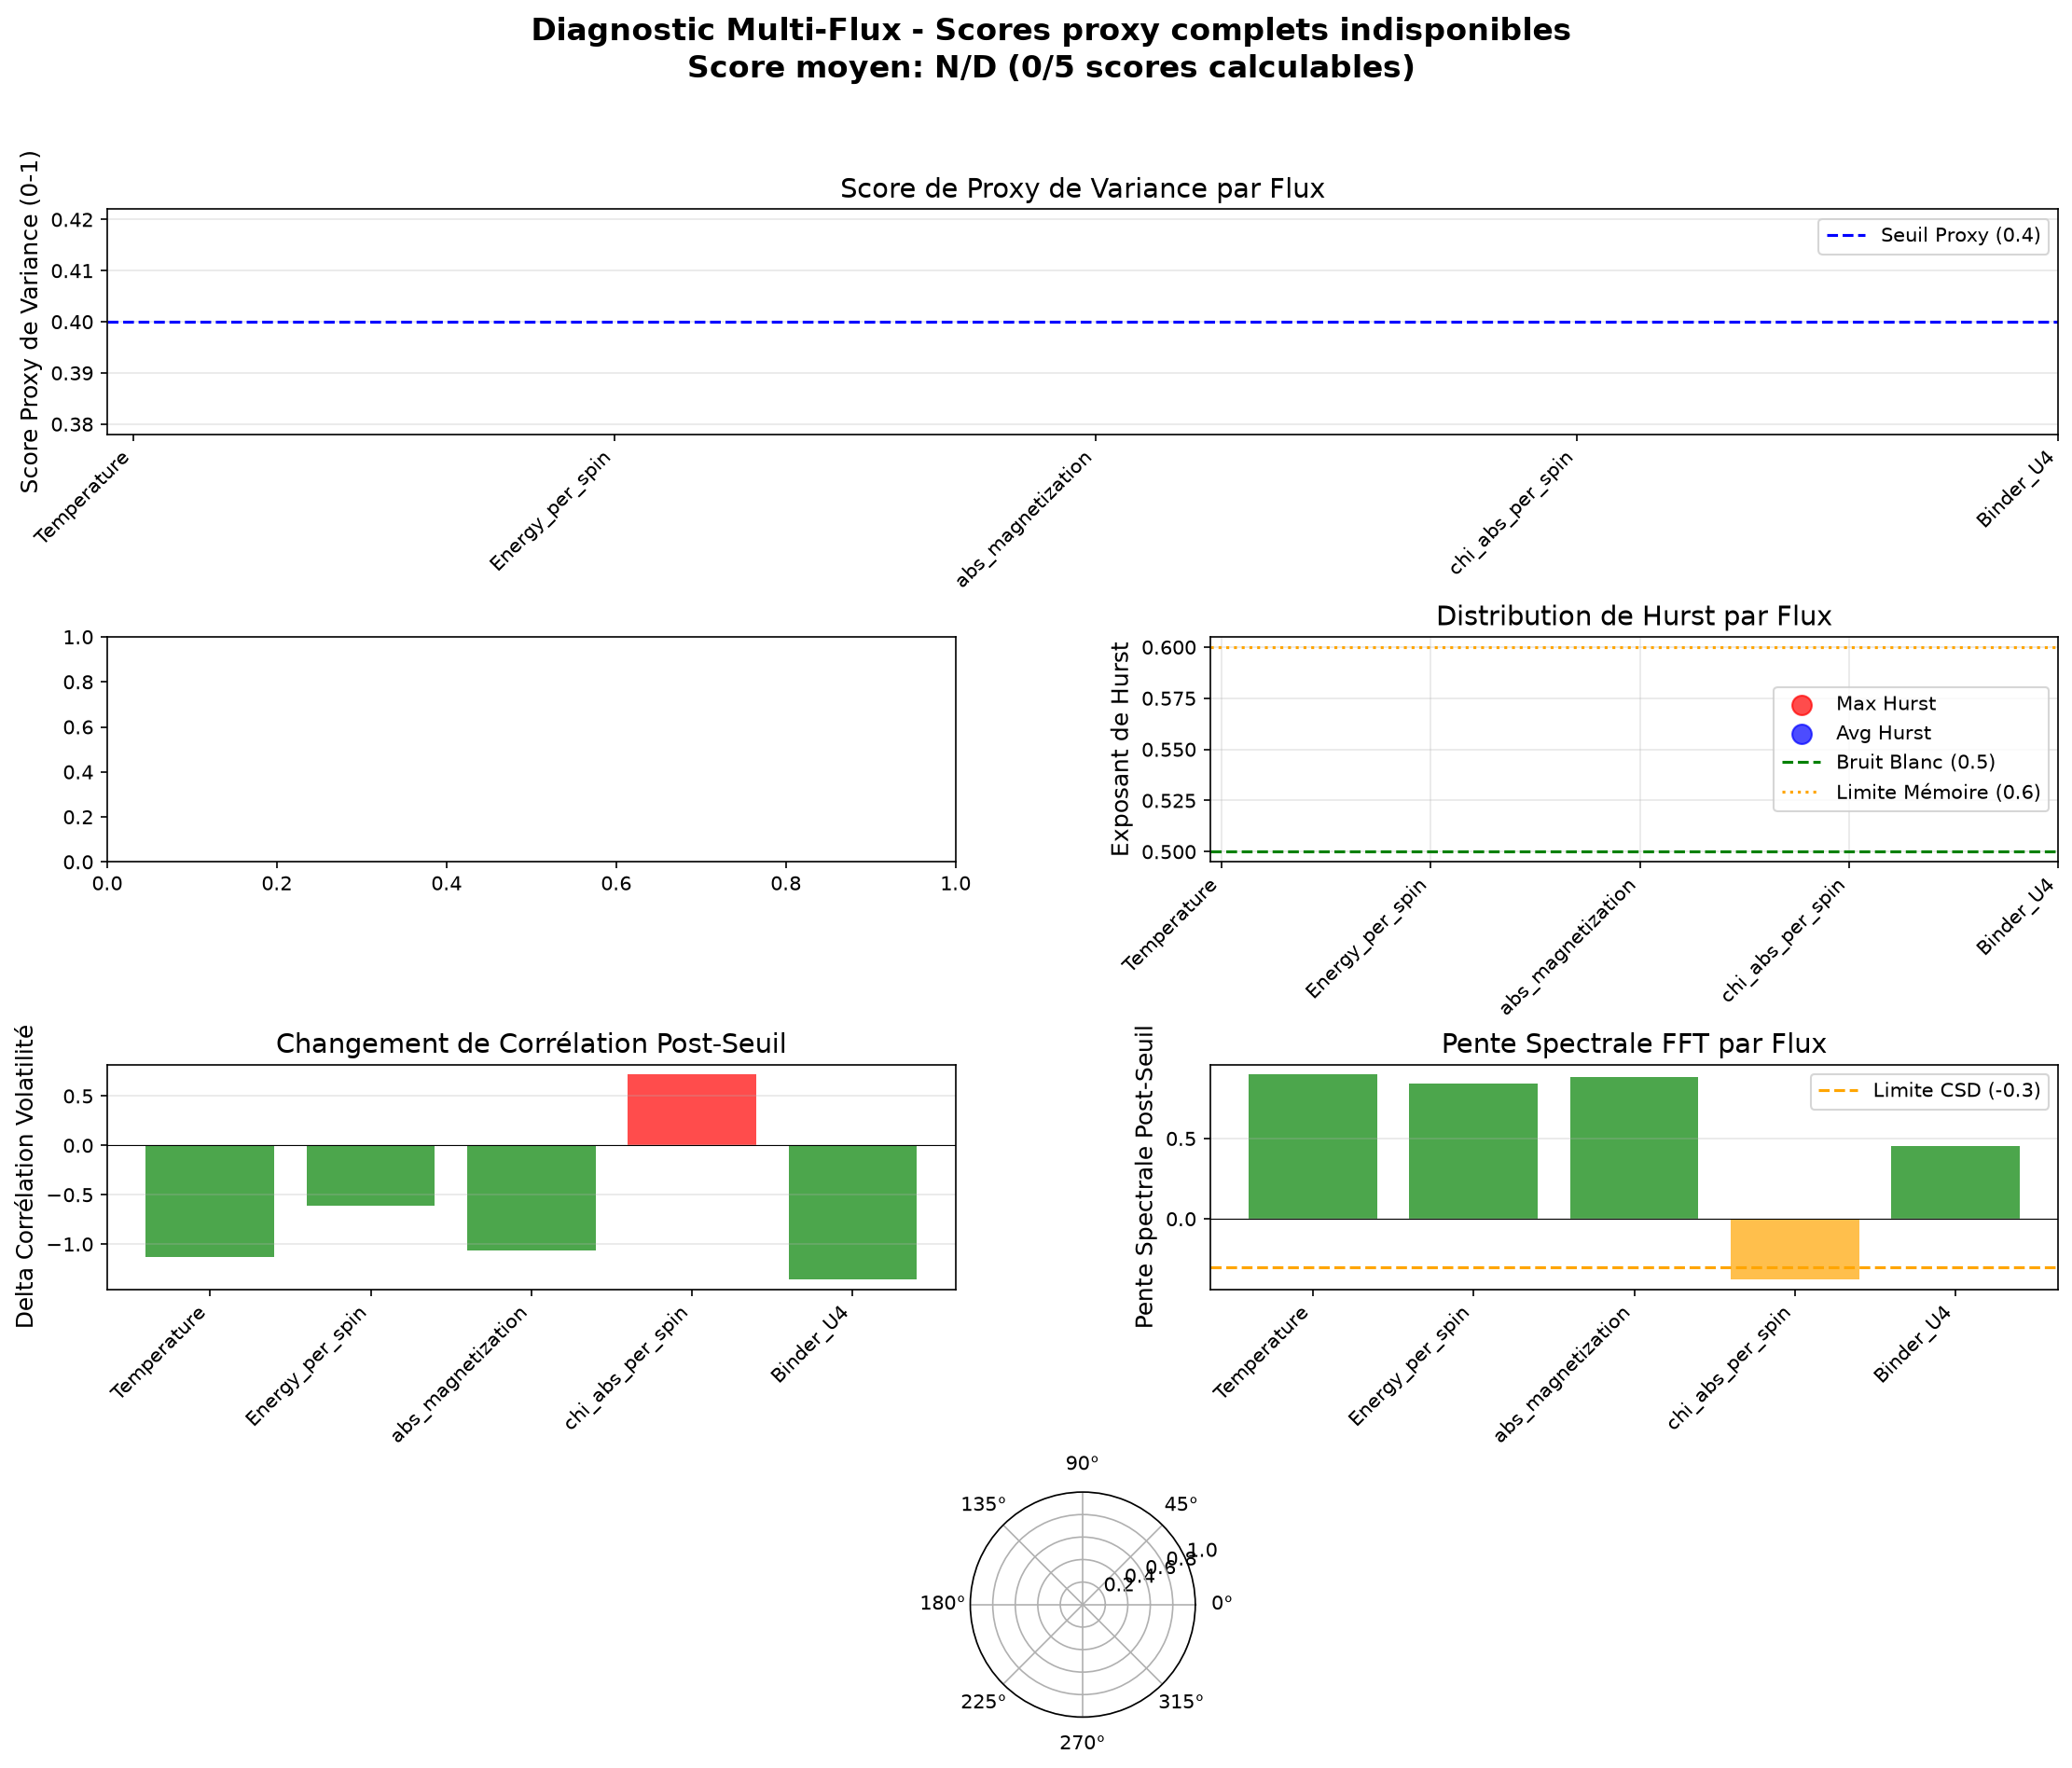 Diagnostic Multi-Flux - Scores proxy complets indisponibles
Score moyen: N/D (0/5 scores calculables)
Score de Proxy de Variance par Flux
Score Proxy de Variance (0-1)
0.42
0.41
0.40
0.39
0.38
Seuil Proxy (0.4)
Temperature
Energy_per_spin
abs_magnetization
chi_abs_per_spin
Binder_U4
1.0
0.8
0.6
0.4
0.2
0.0
0.0
0.2
0.4
0.6
0.8
1.0
Distribution de Hurst par Flux
Exposant de Hurst
0.600
0.575
0.550
0.525
0.500
Max Hurst
Avg Hurst
Bruit Blanc (0.5)
Limite Mémoire (0.6)
Temperature
Energy_per_spin
abs_magnetization
chi_abs_per_spin
Binder_U4
Changement de Corrélation Post-Seuil
Delta Corrélation Volatilité
0.5
0.0
−0.5
−1.0
Temperature
Energy_per_spin
abs_magnetization
chi_abs_per_spin
Binder_U4
Pente Spectrale FFT par Flux
Pente Spectrale Post-Seuil
0.5
0.0
Limite CSD (-0.3)
Temperature
Energy_per_spin
abs_magnetization
chi_abs_per_spin
Binder_U4
90°
135°
45°
1.0
0.8
0.6
0.4
0.2
180°
0°
225°
315°
270°